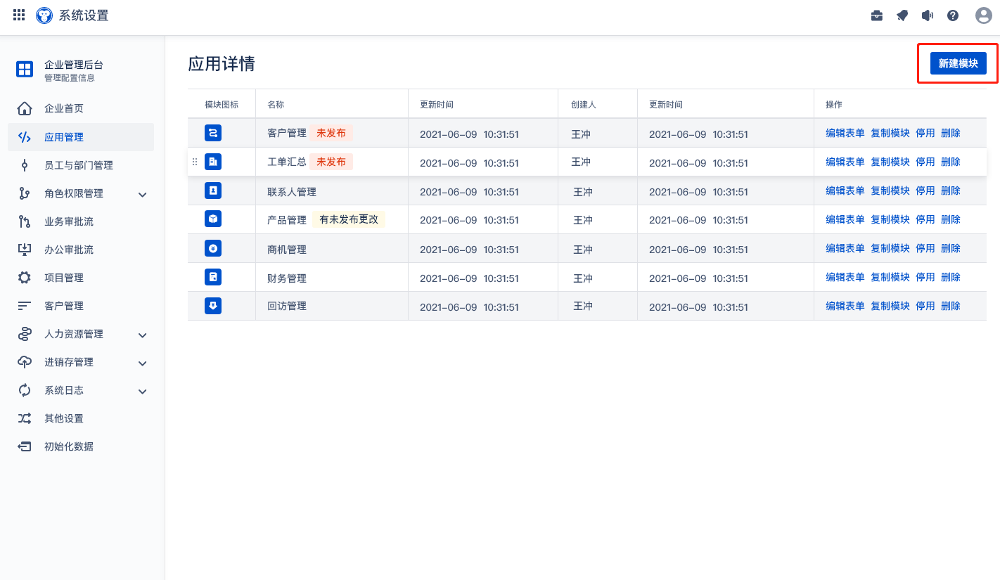 系统设置
企业管理后台
管理配置信息
企业首页
应用管理
员工与部门管理
角色权限管理
业务审批流
办公审批流
项目管理
客户管理
人力资源管理
进销存管理
系统日志
其他设置
初始化数据
应用详情
新建模块
模块图标 名称 更新时间 创建人 更新时间 操作
客户管理 未发布 2021-06-09 10:31:51 王冲 2021-06-09 10:31:51 编辑表单 复制模块 停用 删除
工单汇总 未发布 2021-06-09 10:31:51 王冲 2021-06-09 10:31:51 编辑表单 复制模块 停用 删除
联系人管理 2021-06-09 10:31:51 王冲 2021-06-09 10:31:51 编辑表单 复制模块 停用 删除
产品管理 有未发布更改 2021-06-09 10:31:51 王冲 2021-06-09 10:31:51 编辑表单 复制模块 停用 删除
商机管理 2021-06-09 10:31:51 王冲 2021-06-09 10:31:51 编辑表单 复制模块 停用 删除
财务管理 2021-06-09 10:31:51 王冲 2021-06-09 10:31:51 编辑表单 复制模块 停用 删除
回访管理 2021-06-09 10:31:51 王冲 2021-06-09 10:31:51 编辑表单 复制模块 停用 删除